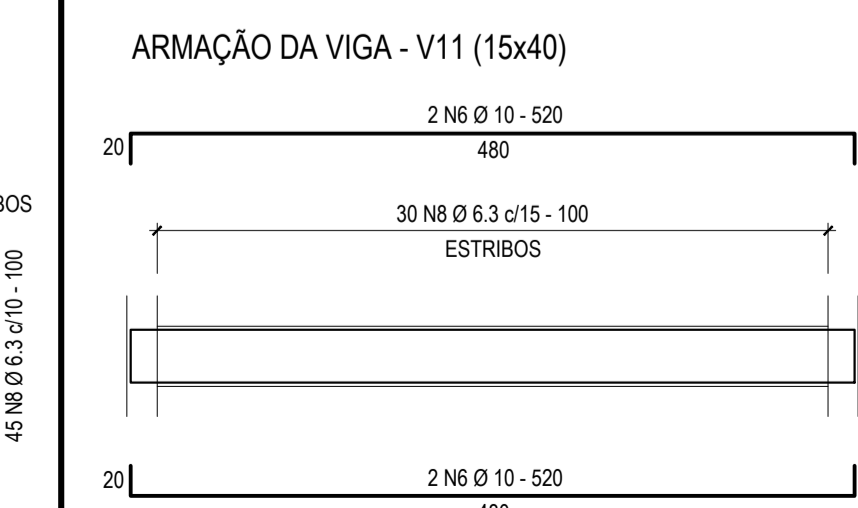 ARMAÇÃO DA VIGA - V11 (15x40)
2 N6 Ø 10 - 520
20
480
30 N8 Ø 6.3 c/15 - 100
ESTRIBOS
45 N8 Ø 6.3 c/10 - 100
20
2 N6 Ø 10 - 520